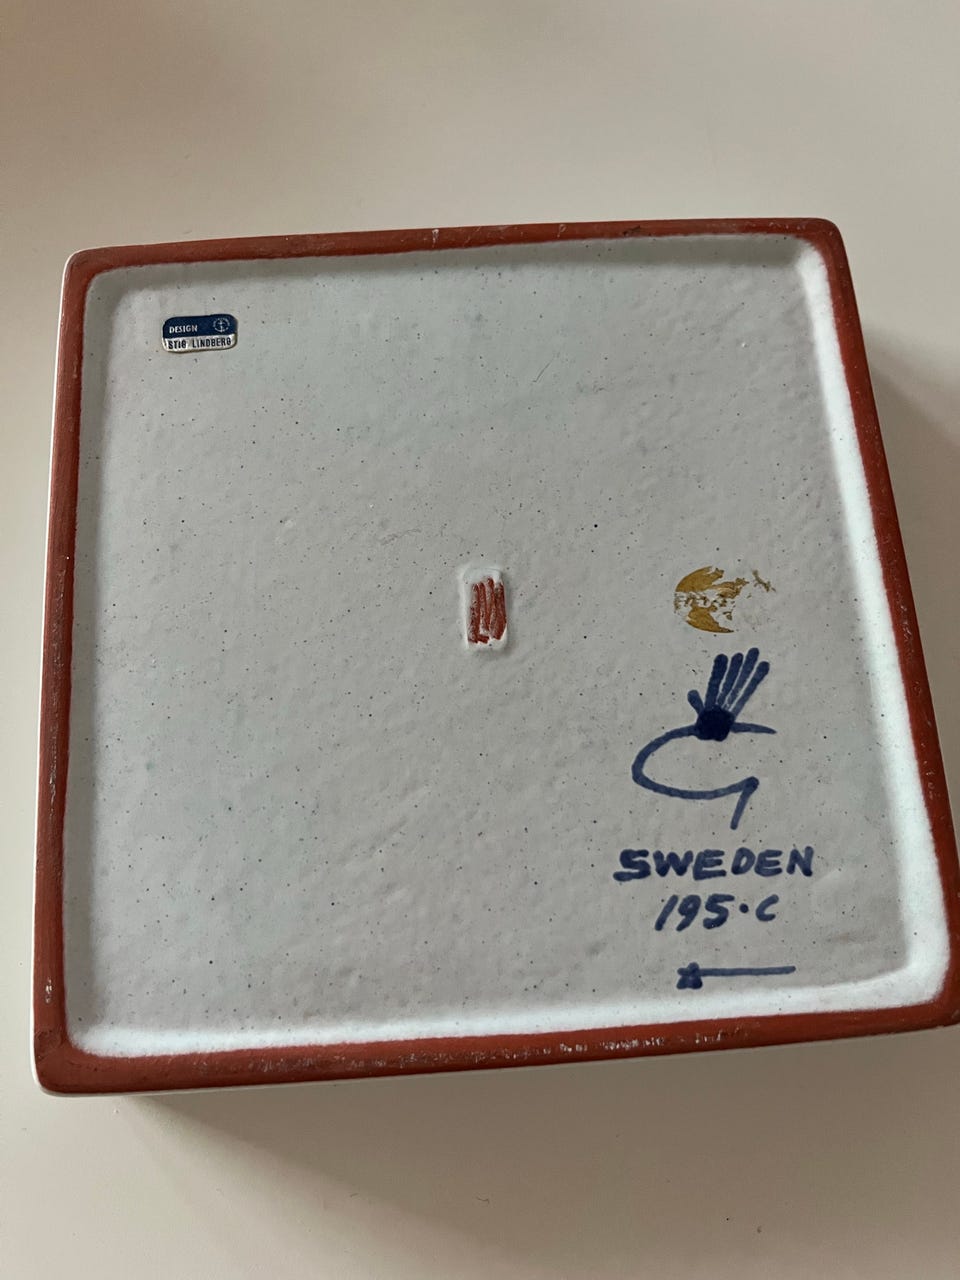 DESIGN
STIG LINDBERG
SWEDEN
195·C